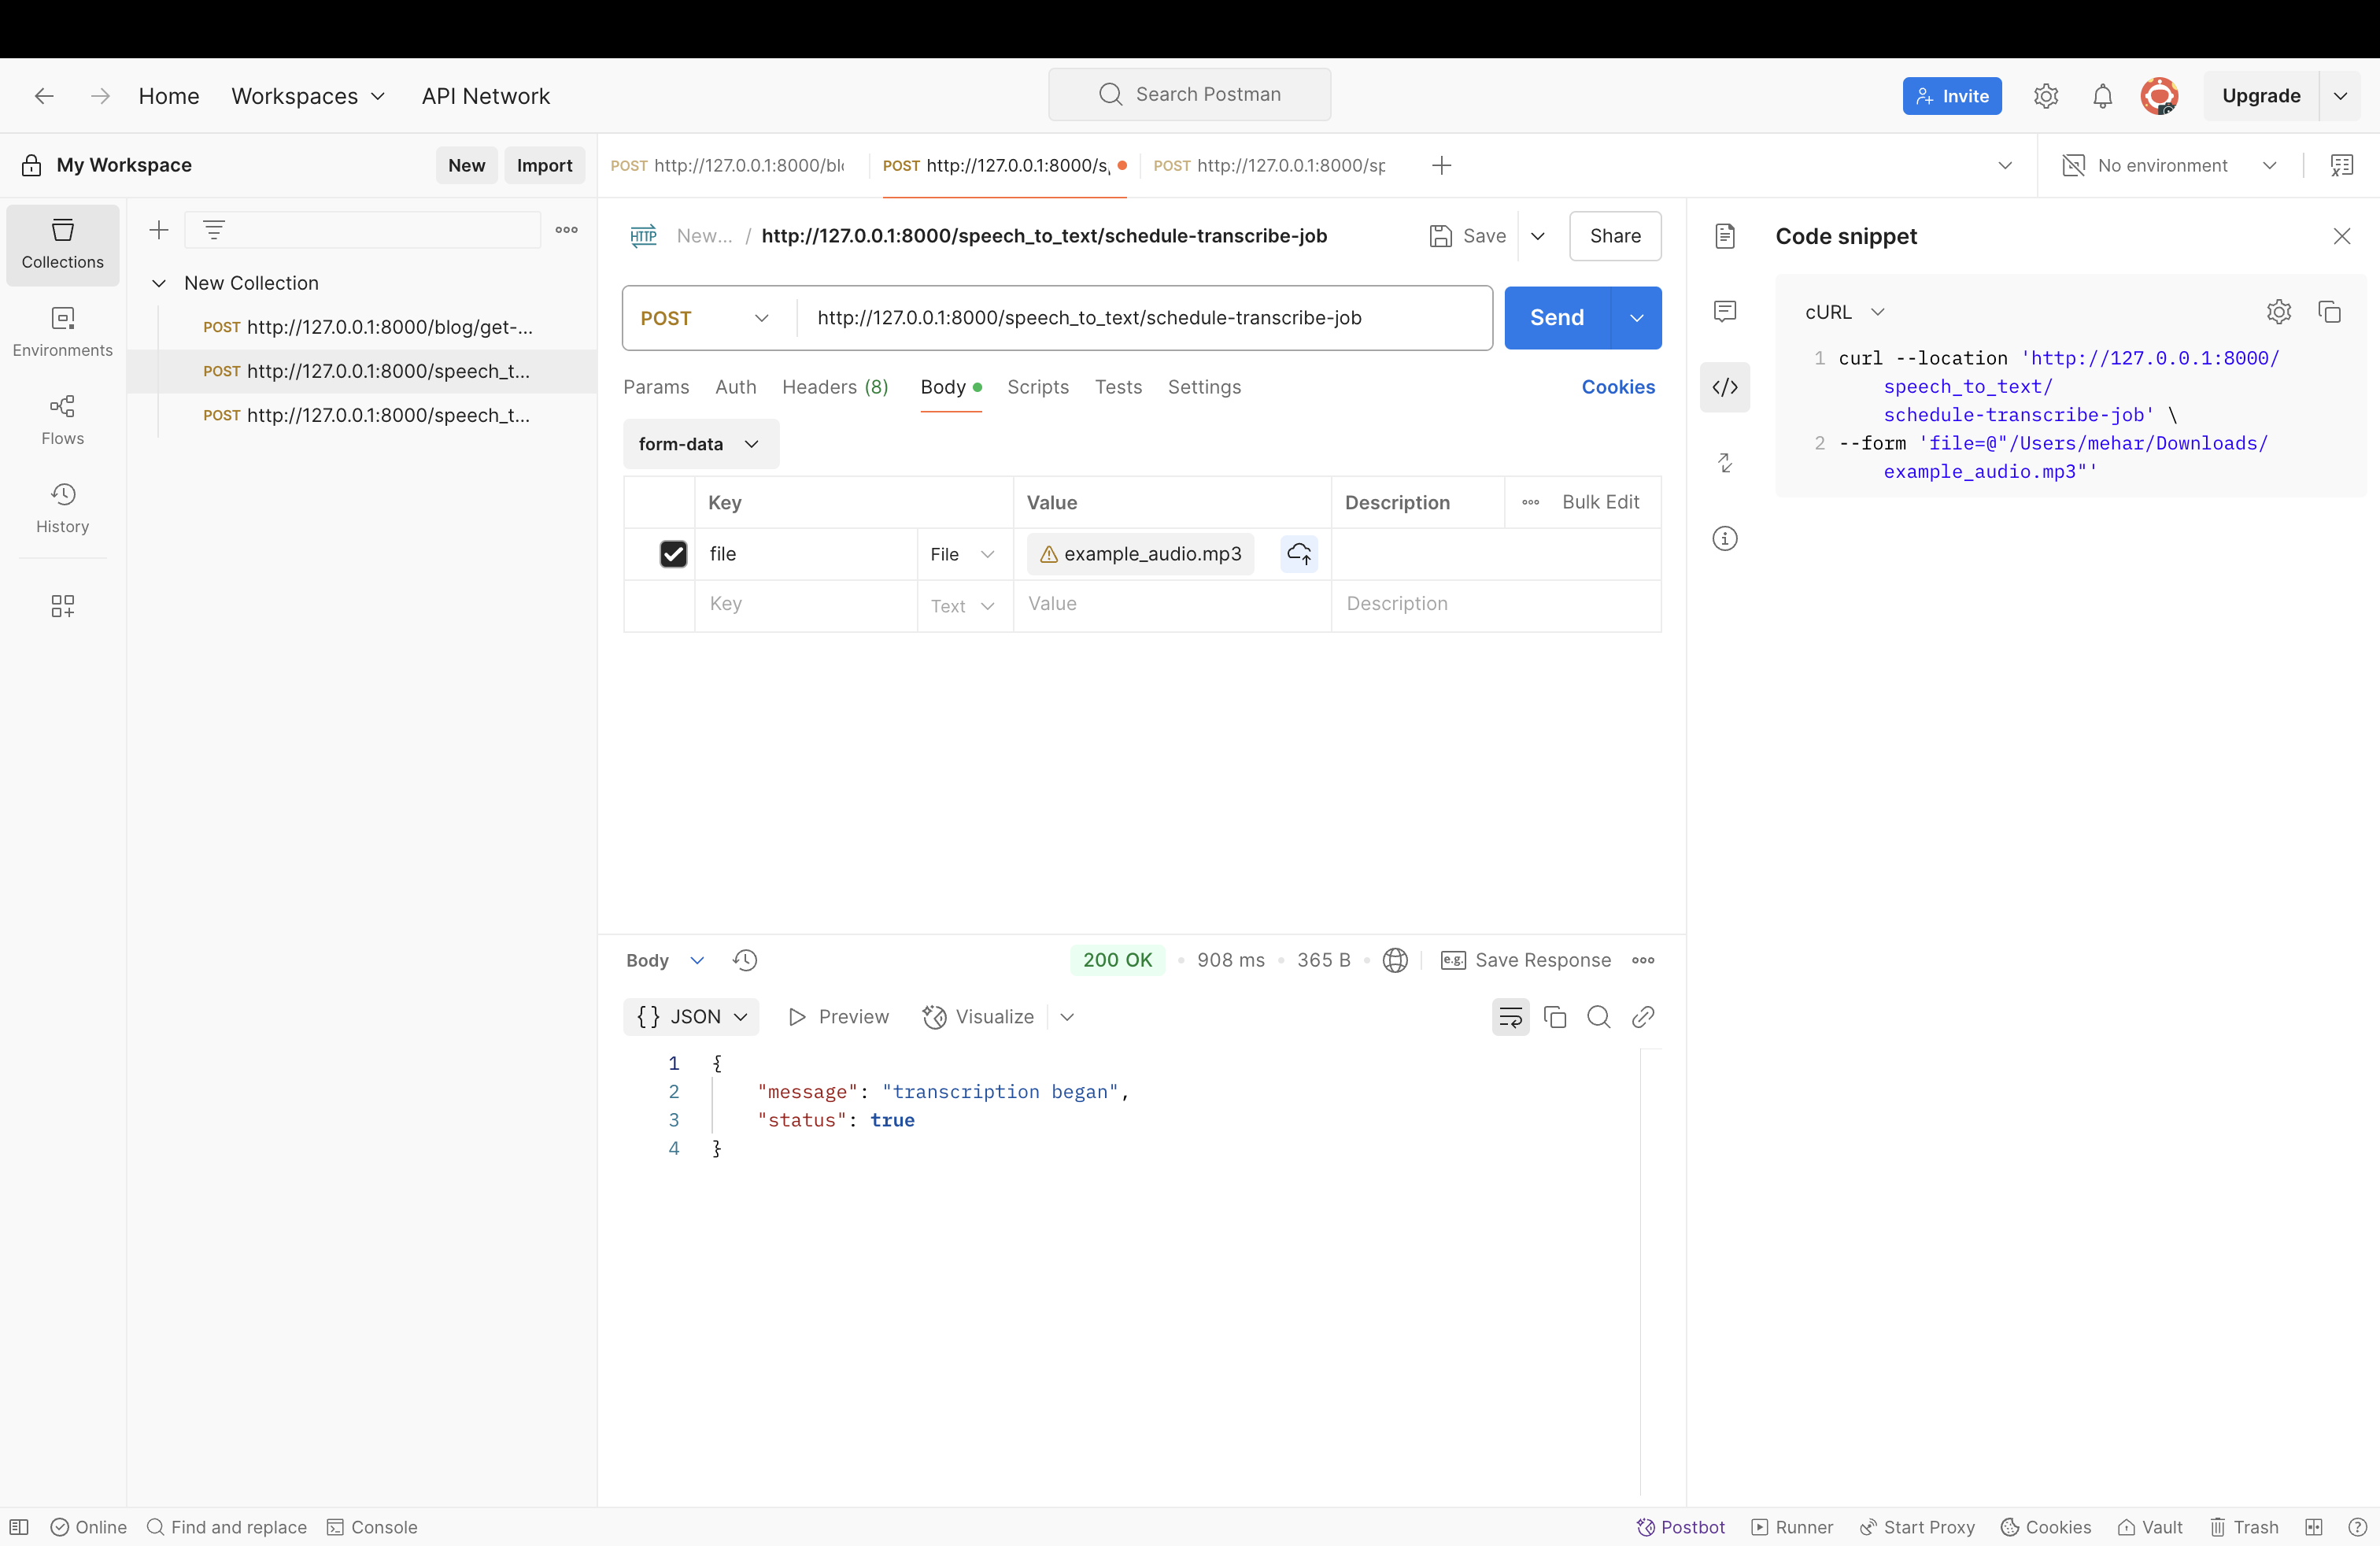 Home Workspaces API Network
Search Postman
Invite
Upgrade
My Workspace
New Import
POST http://127.0.0.1:8000/blo
POST http://127.0.0.1:8000/s
POST http://127.0.0.1:8000/sp
No environment
Collections
Environments
Flows
History
New Collection
POST http://127.0.0.1:8000/blog/get-...
POST http://127.0.0.1:8000/speech_t...
POST http://127.0.0.1:8000/speech_t...
HTTP New... / http://127.0.0.1:8000/speech_to_text/schedule-transcribe-job
Save
Share
POST http://127.0.0.1:8000/speech_to_text/schedule-transcribe-job
Send
Params Auth Headers (8) Body Scripts Tests Settings
Cookies
form-data
Key Value Description Bulk Edit
file File example_audio.mp3
Key Text Value Description
Body
200 OK • 908 ms • 365 B
e.g. Save Response
{} JSON Preview Visualize
1 {
2 "message": "transcription began",
3 "status": true
4 }
Code snippet
cURL
1 curl --location 'http://127.0.0.1:8000/
speech_to_text/
schedule-transcribe-job' \
2 --form 'file=@"/Users/mehar/Downloads/
example_audio.mp3"'
Online Find and replace Console
Postbot Runner Start Proxy Cookies Vault Trash